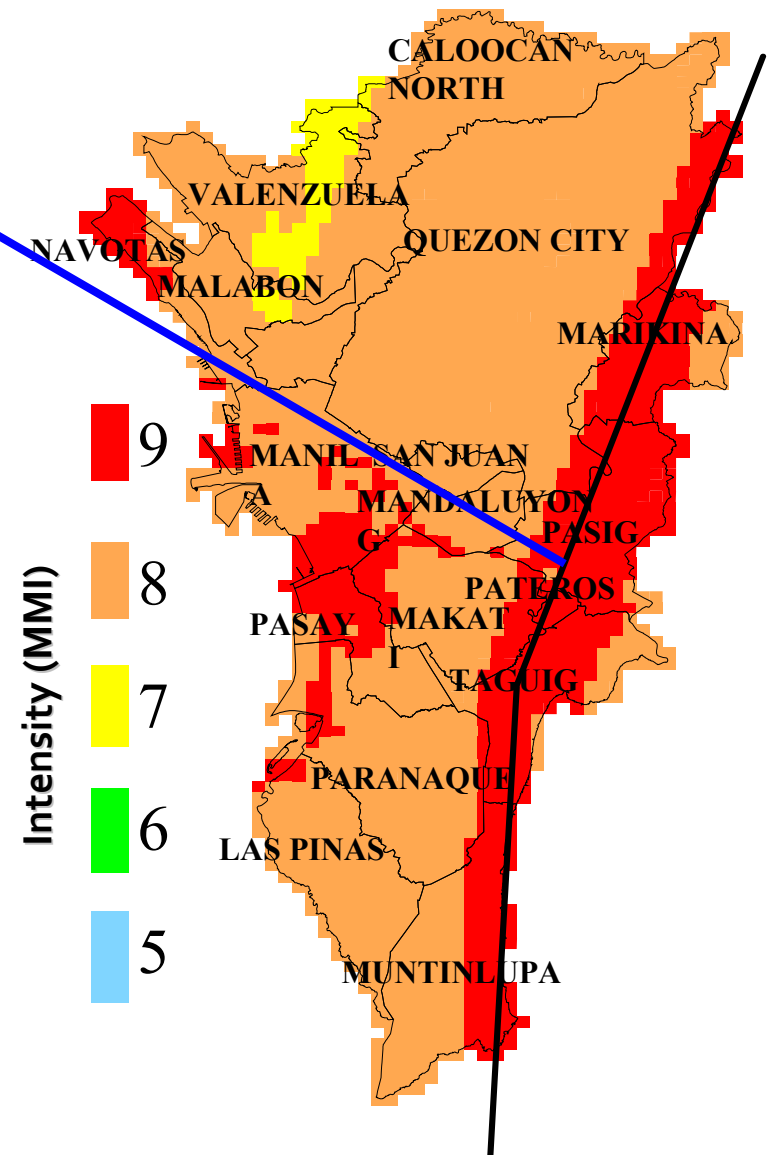 CALOOCAN
NORTH
VALENZUELA
QUEZON CITY
NAVOTAS
MALABON
MARIKINA
MANIL
A
SAN JUAN
MANDALUYON
G
PASIG
PATEROS
MAKAT
I
PASAY
TAGUIG
PARANAQUE
LAS PINAS
MUNTINLUPA
Intensity (MMI)
9
8
7
6
5